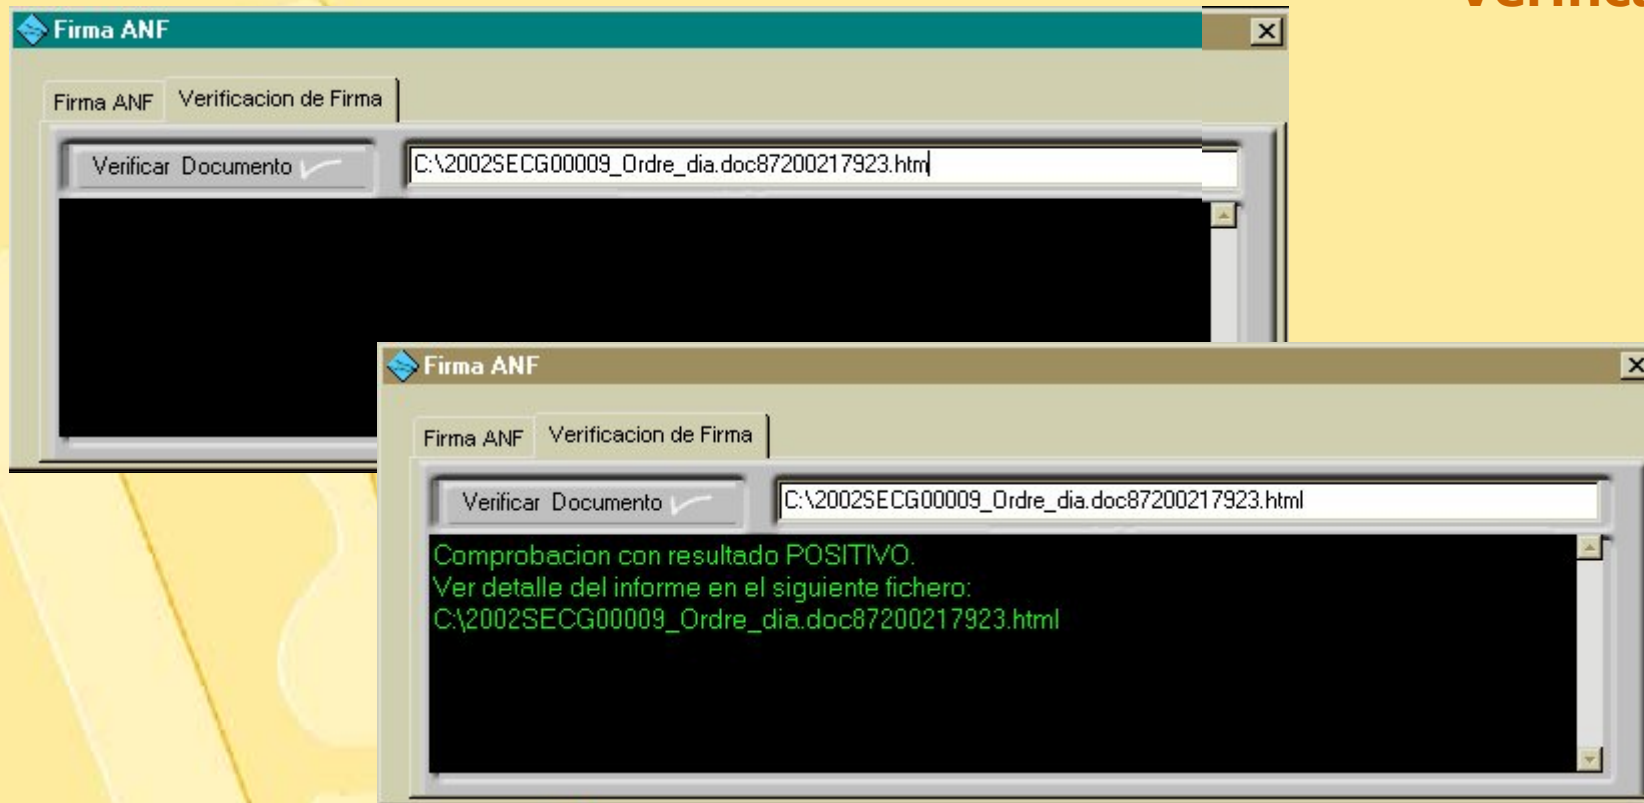 Firma ANF
Firma ANF Verificacion de Firma
Verificar Documento C:\2002SECG00009_Ordre_dia.doc87200217923.htm
Firma ANF
Firma ANF Verificacion de Firma
Verificar Documento C:\2002SECG00009_Ordre_dia.doc87200217923.html
Comprobacion con resultado POSITIVO.
Ver detalle del informe en el siguiente fichero:
C:\2002SECG00009_Ordre_dia.doc87200217923.html